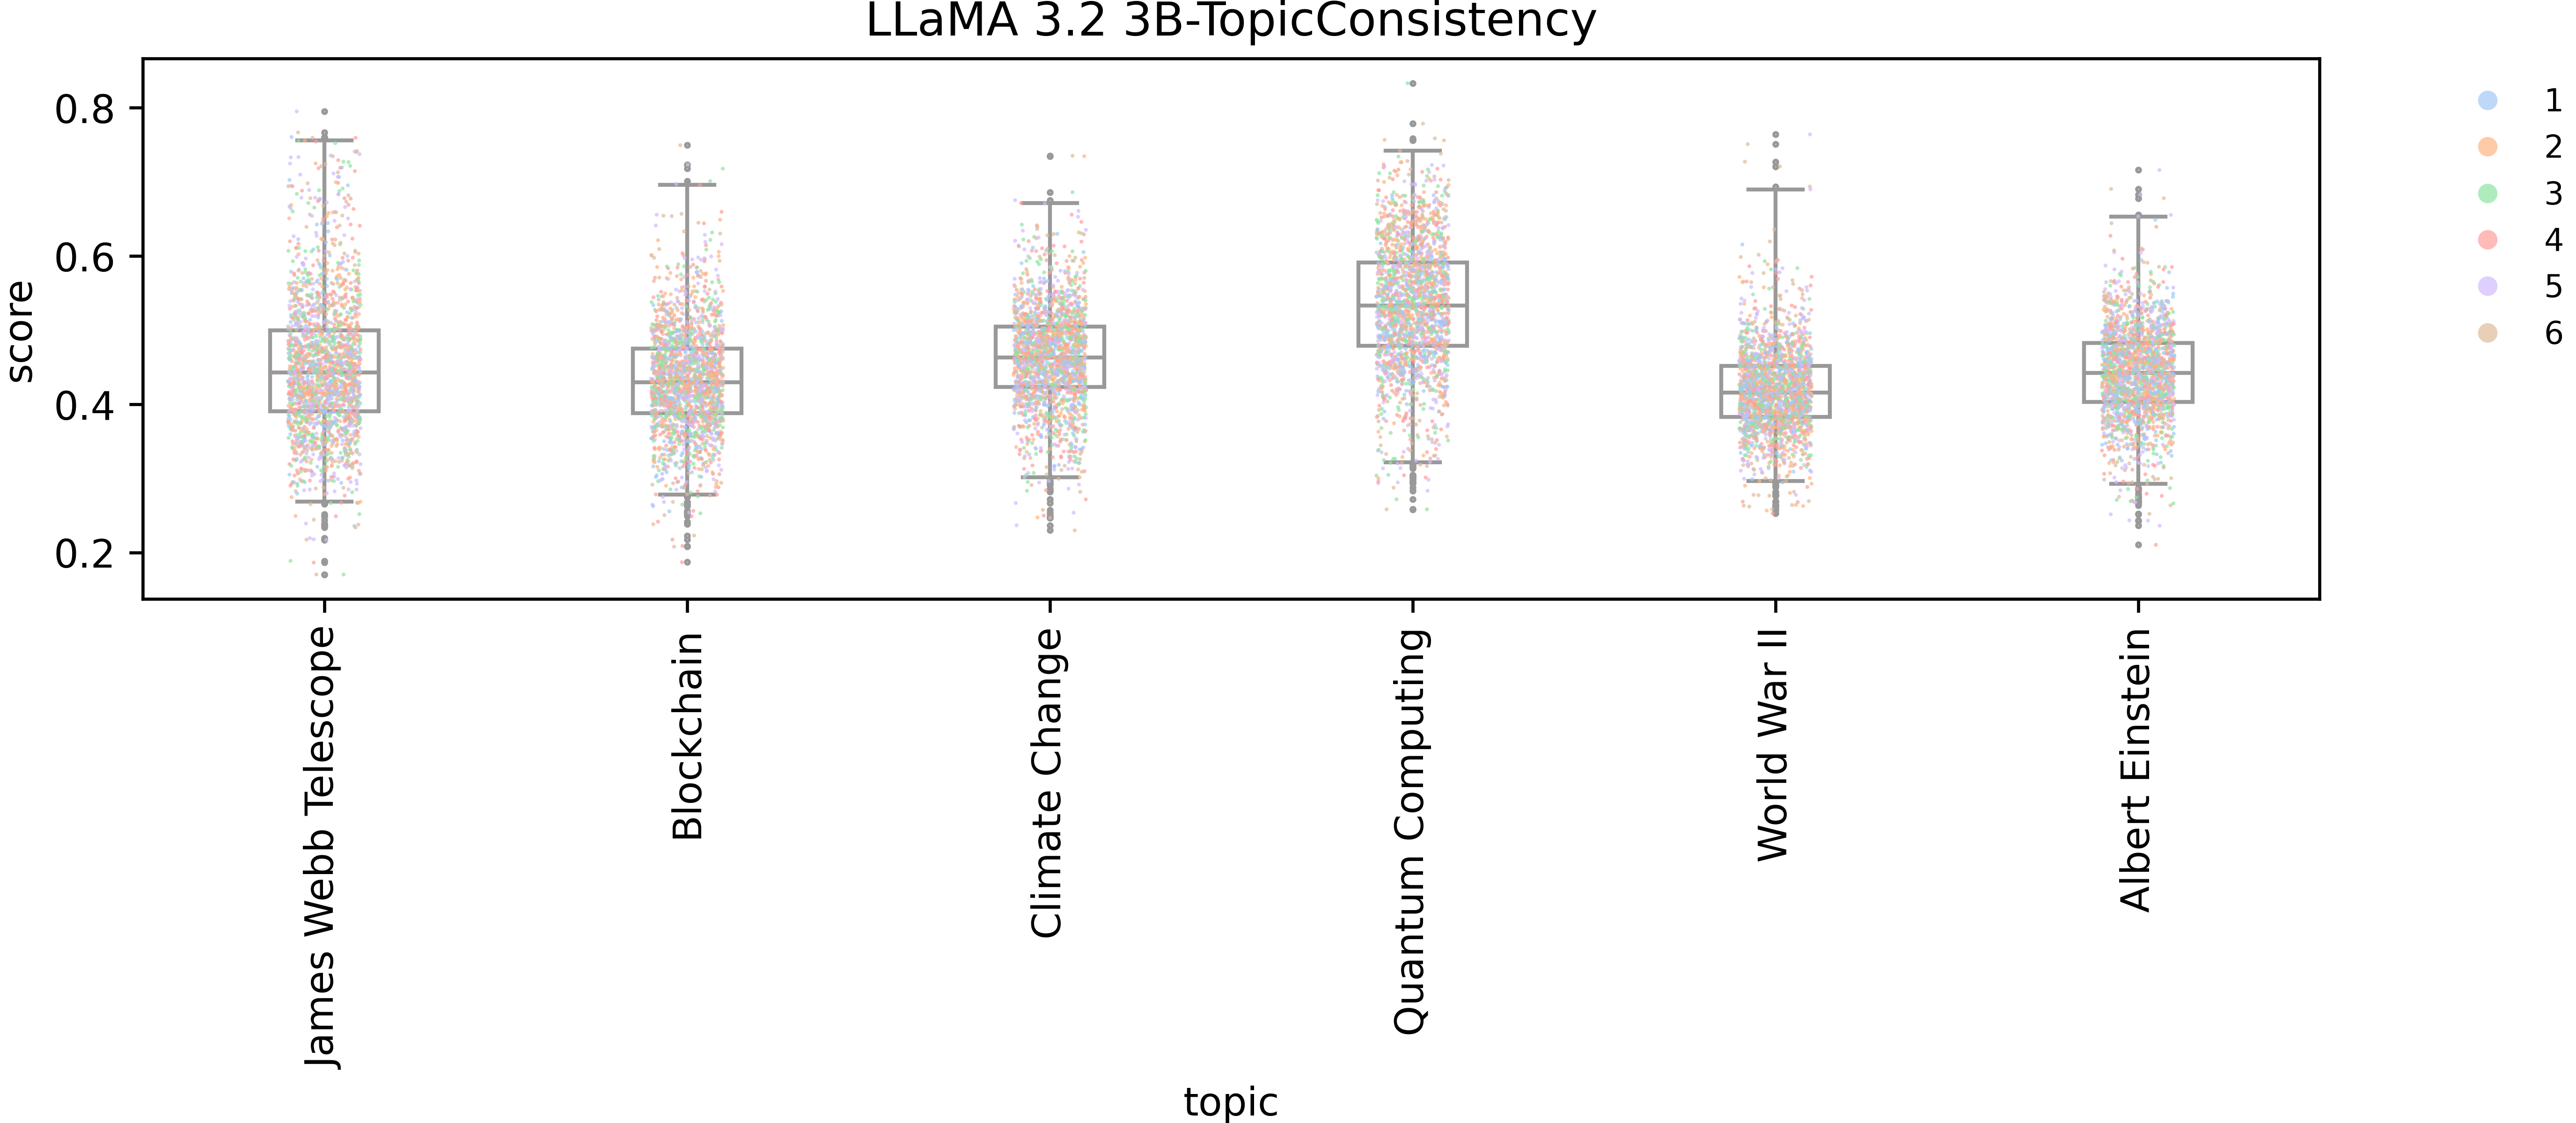 LLaMA 3.2 3B-TopicConsistency
score
0.8
0.6
0.4
0.2
James Webb Telescope
Blockchain
Climate Change
Quantum Computing
World War II
Albert Einstein
topic
1
2
3
4
5
6